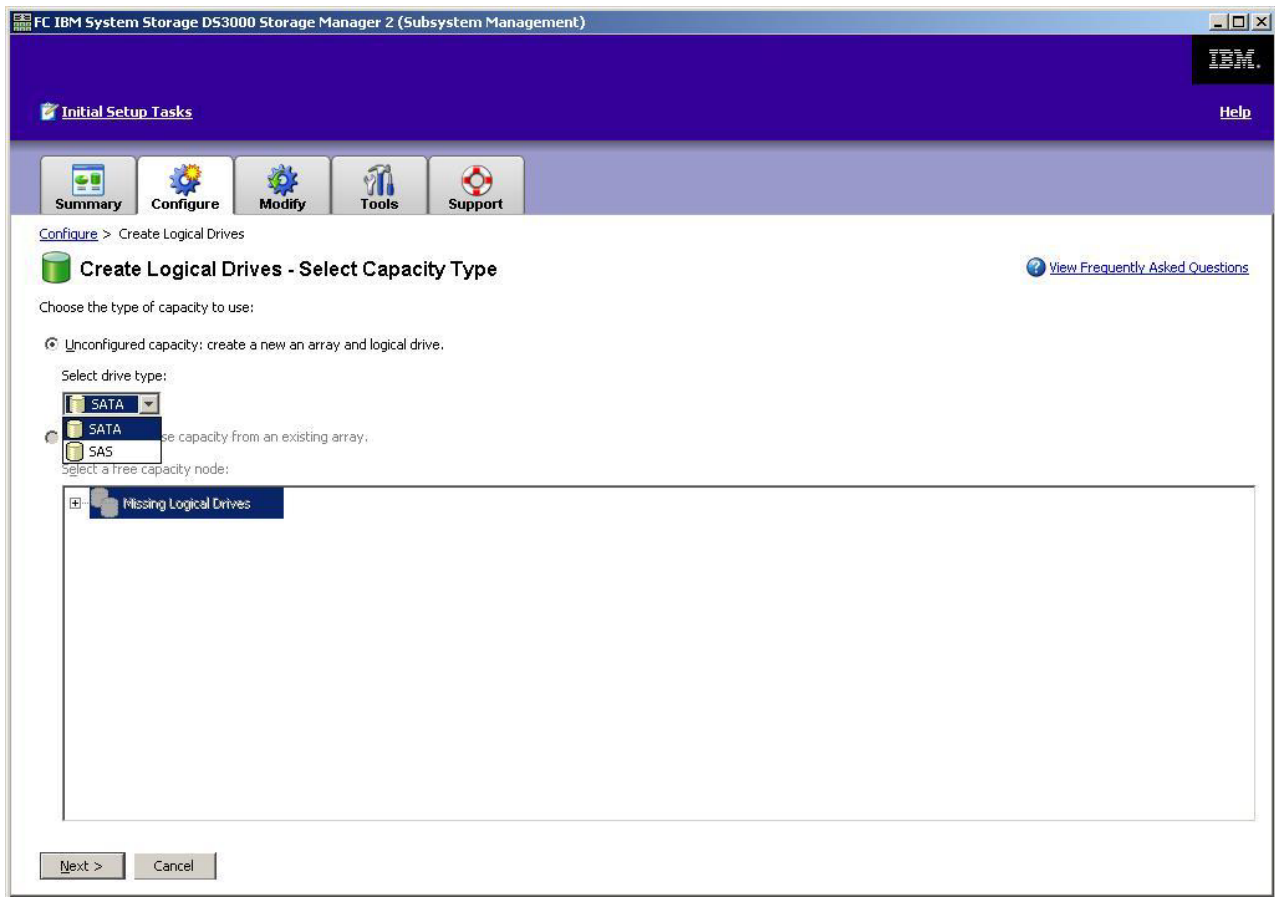 FC IBM System Storage DS3000 Storage Manager 2 (Subsystem Management)
IBM.
Initial Setup Tasks
Help
Summary
Configure
Modify
Tools
Support
Configure > Create Logical Drives
Create Logical Drives - Select Capacity Type
View Frequently Asked Questions
Choose the type of capacity to use:
Unconfigured capacity: create a new an array and logical drive.
Select drive type:
SATA
SATA
capacity from an existing array.
SAS
Select a free capacity node:
Missing Logical Drives
Next >
Cancel